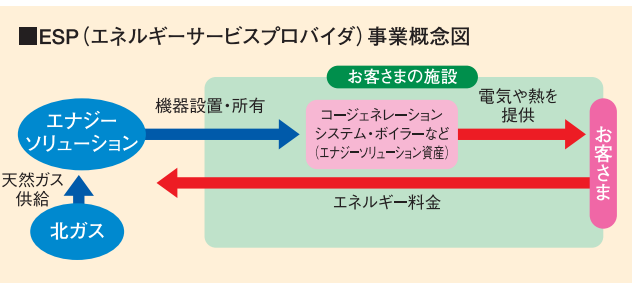 ■ESP（エネルギーサービスプロバイダ）事業概念図
お客さまの施設
機器設置・所有
電気や熱を
提供
エナジー
ソリューション
コージェネレーション
システム・ボイラーなど
（エナジーソリューション資産）
お客さま
天然ガス
供給
エネルギー料金
北ガス